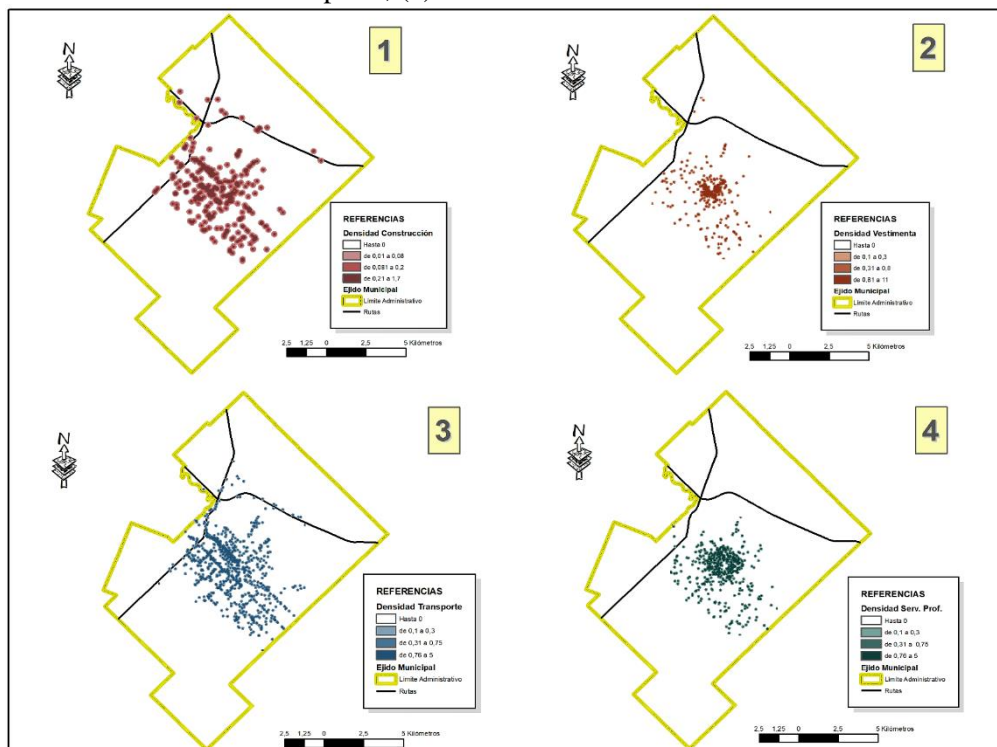 1
N
REFERENCIAS
Densidad Construcción
Hasta 0
de 0,01 a 0,08
de 0,081 a 0,2
de 0,21 a 1,7
Ejido Municipal
Límite Administrativo
Rutas
2,5 1,25 0 2,5 5 Kilómetros
2
N
REFERENCIAS
Densidad Vestimenta
Hasta 0
de 0,1 a 0,3
de 0,81 a 11
Ejido Municipal
Límite Administrativo
Rutas
2,5 1,25 0 2,5 5 Kilómetros
3
N
REFERENCIAS
Densidad Transporte
Hasta 0
de 0,1 a 0,3
de 0,31 a 0,75
de 0,76 a 5
Ejido Municipal
Límite Administrativo
Rutas
2,5 1,25 0 2,5 5 Kilómetros
4
N
REFERENCIAS
Densidad Serv. Prof.
Hasta 0
de 0,1 a 0,3
de 0,31 a 0,75
de 0,76 a 5
Ejido Municipal
Límite Administrativo
Rutas
2,5 1,25 0 2,5 5 Kilómetros